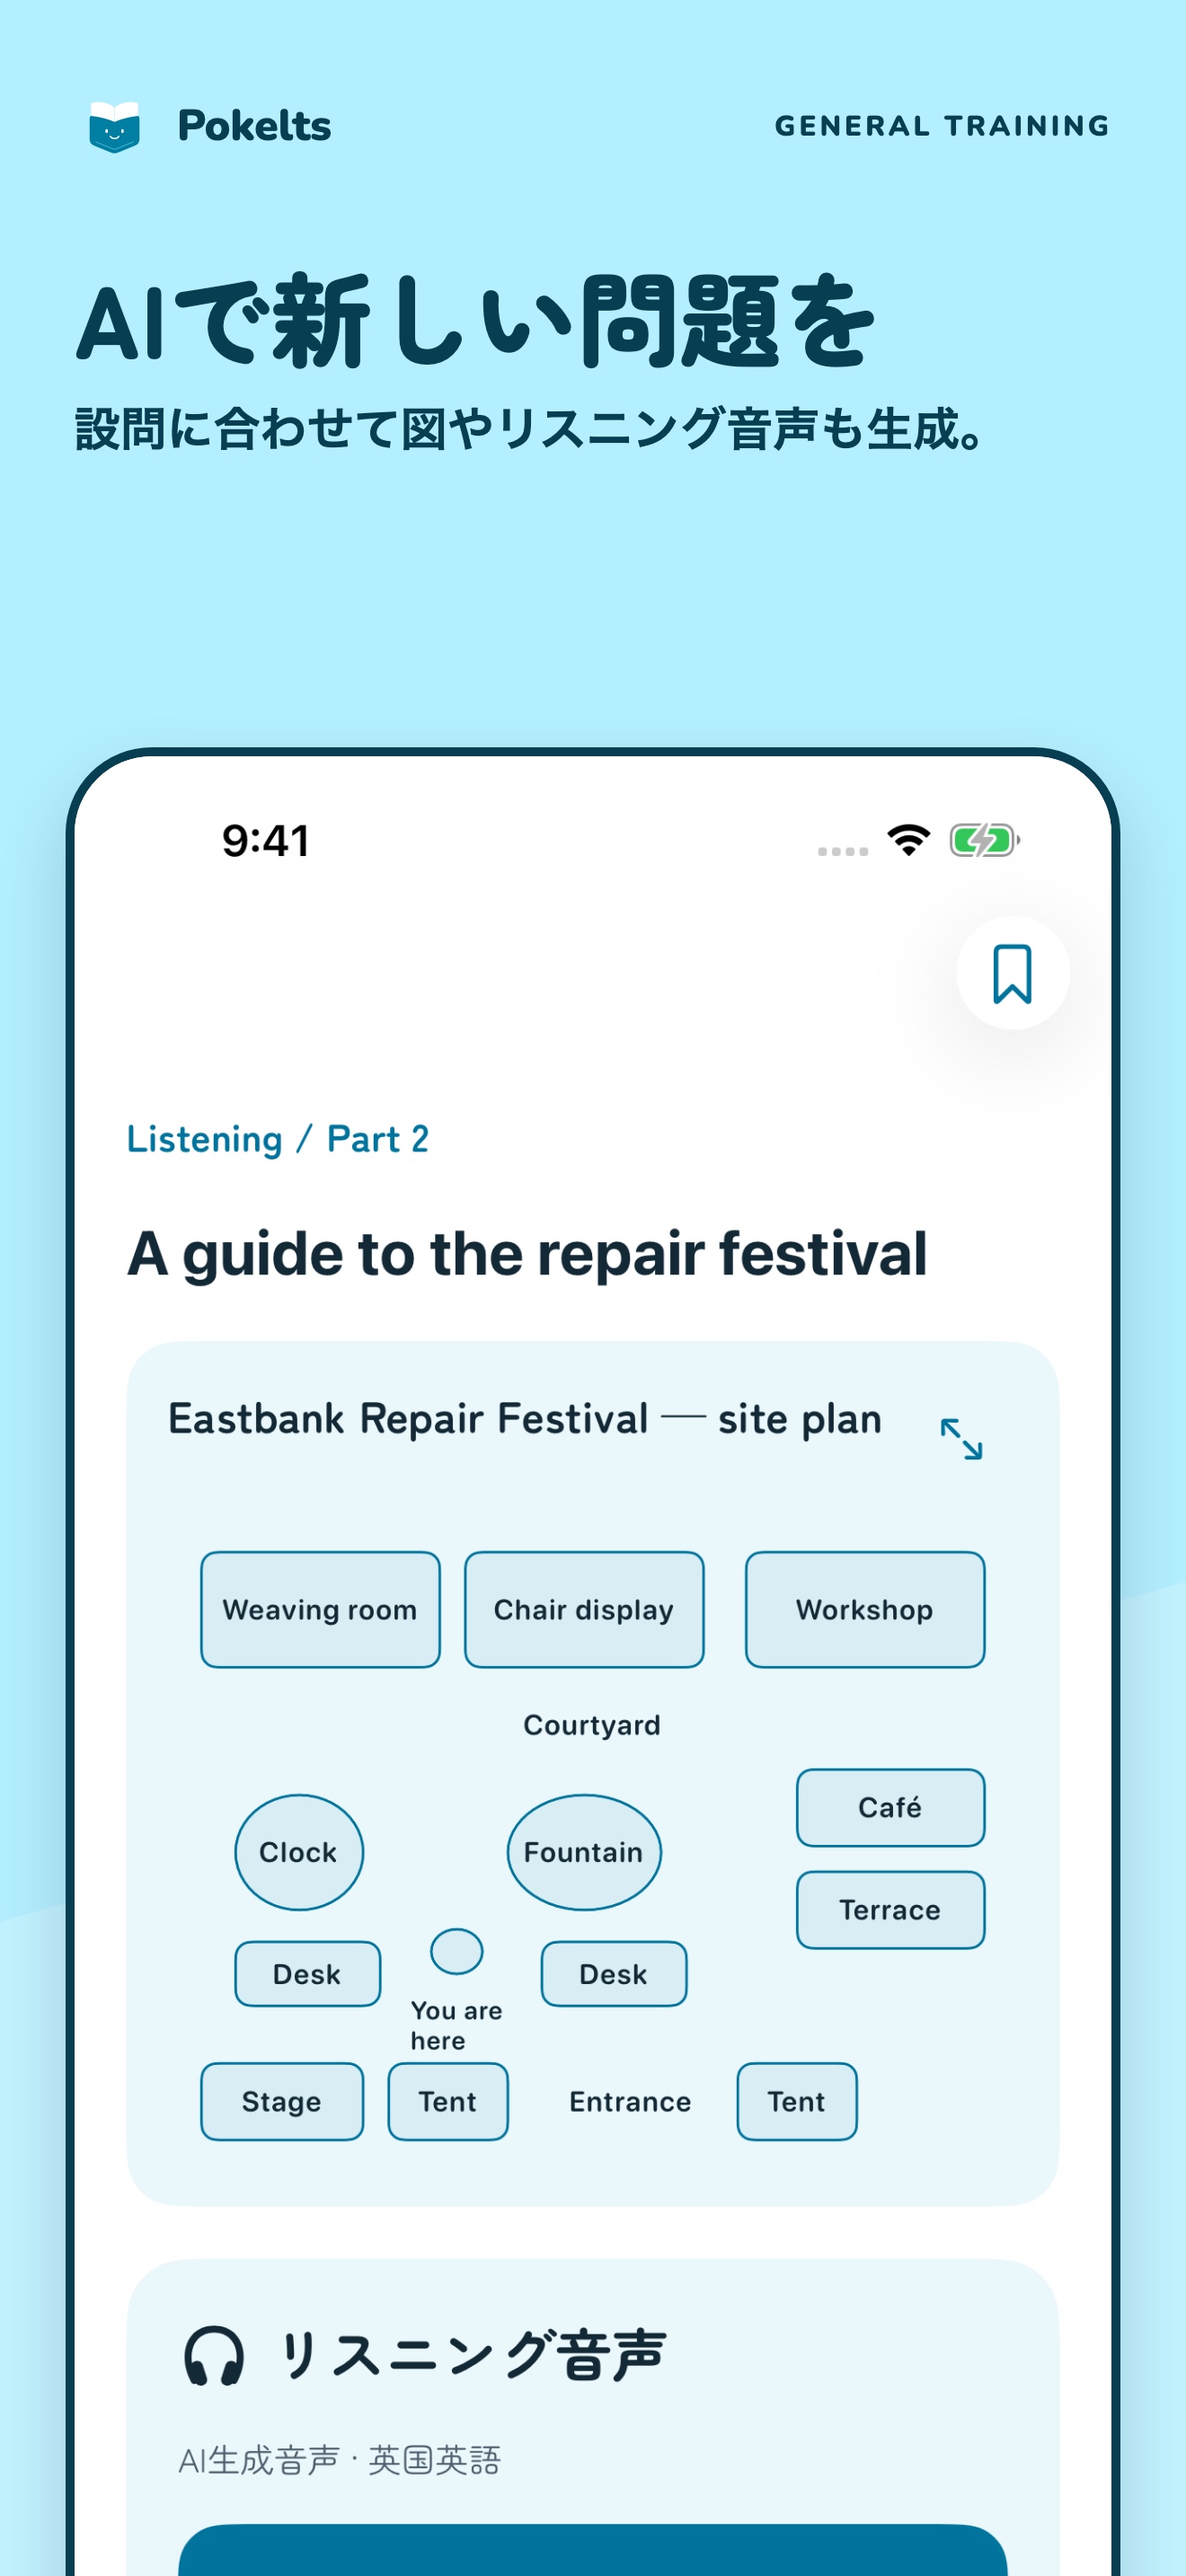 Pokelts
GENERAL TRAINING
AIで新しい問題を
設問に合わせて図やリスニング音声も生成。
9:41
Listening / Part 2
A guide to the repair festival
Eastbank Repair Festival — site plan
Weaving room
Chair display
Workshop
Courtyard
Café
Clock
Fountain
Terrace
Desk
Desk
You are
here
Stage
Tent
Entrance
Tent
リスニング音声
AI生成音声 · 英国英語